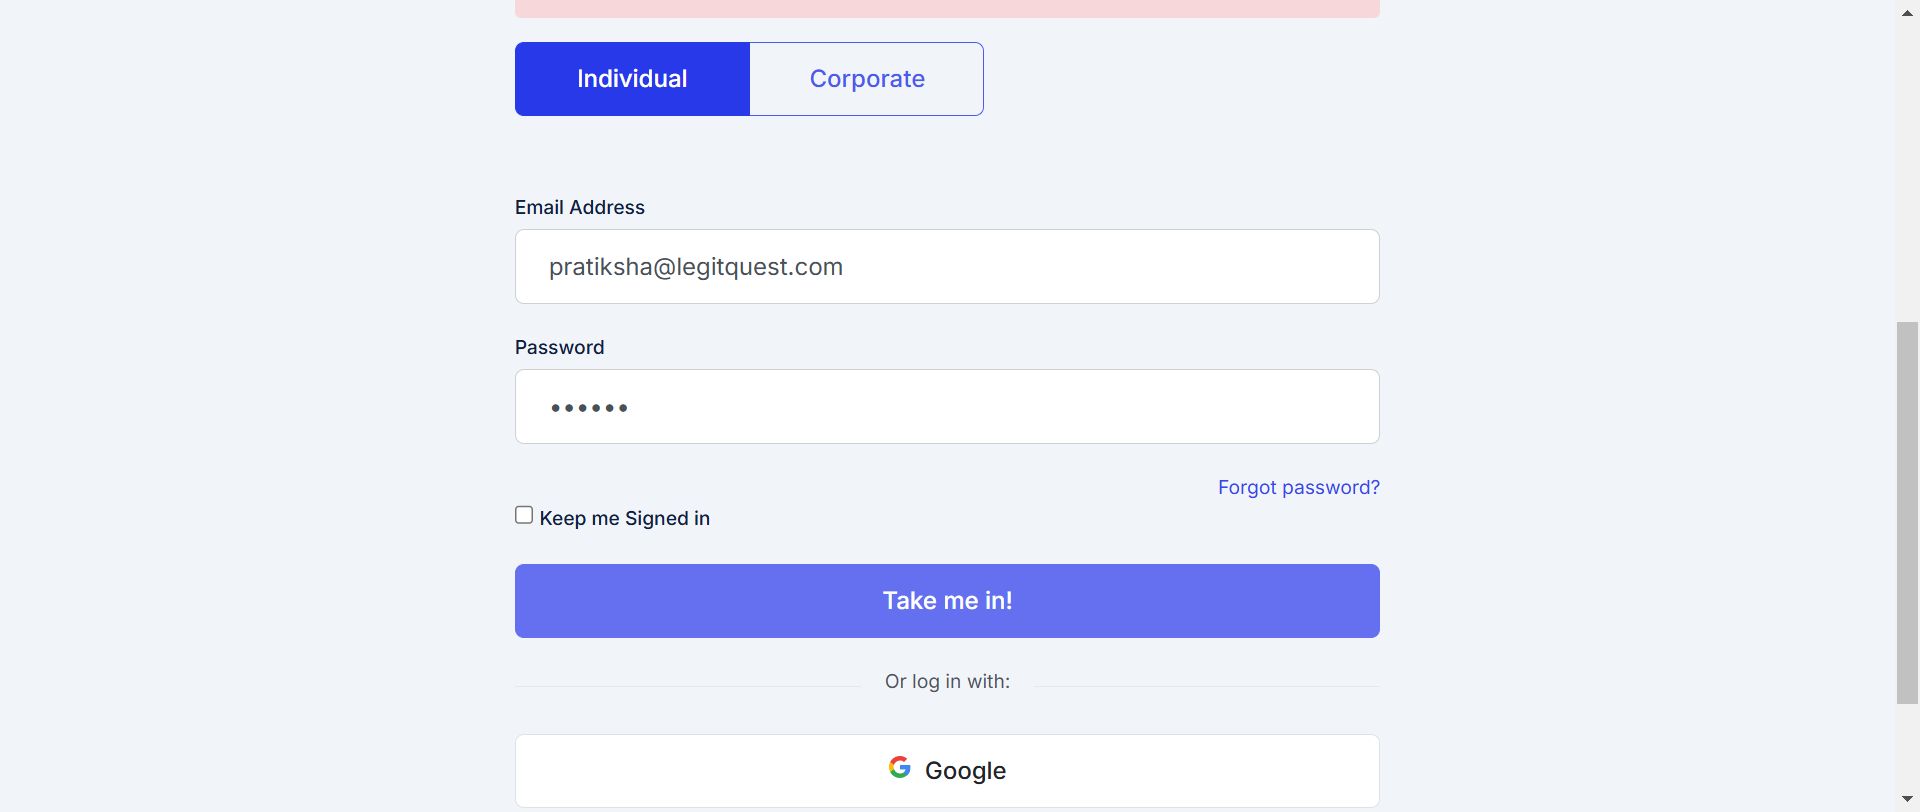 Individual
Corporate
Email Address
pratiksha@legitquest.com
Password
••••••
Forgot password?
Keep me Signed in
Take me in!
Or log in with:
Google